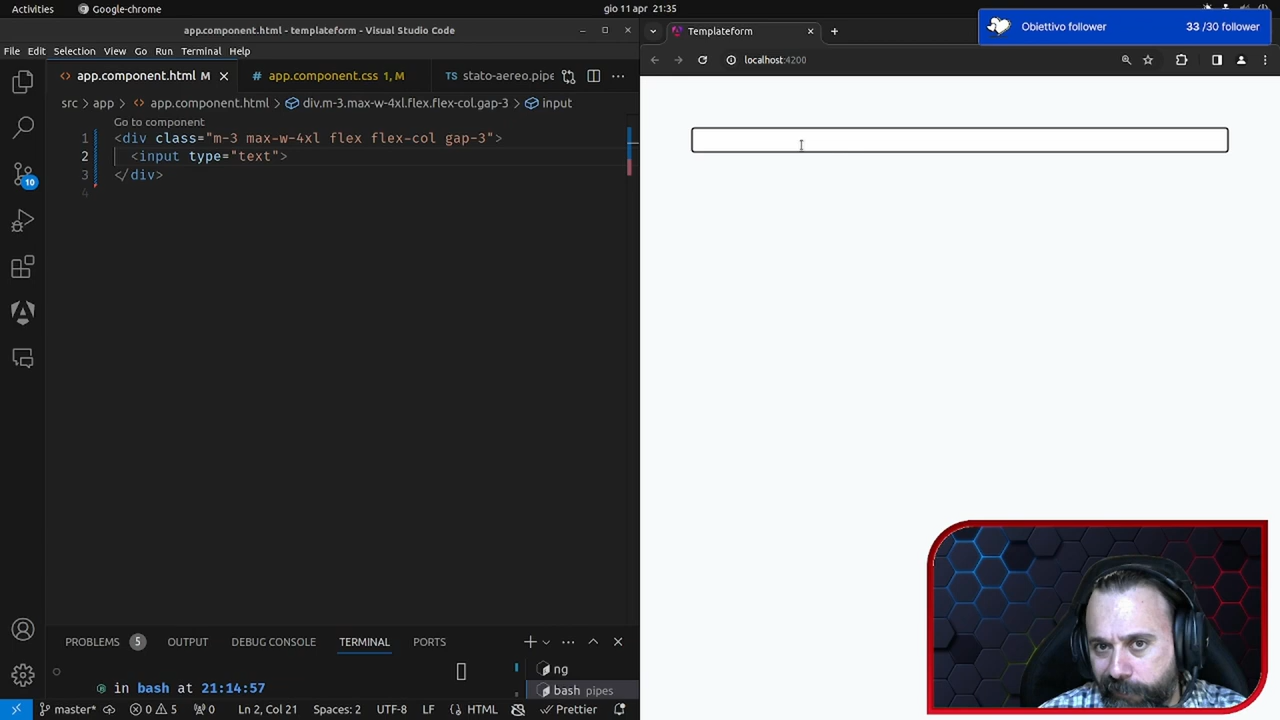 Activities
Google-chrome
gio 11 apr 21:35
app.component.html - templateform - Visual Studio Code
File Edit Selection View Go Run Terminal Help
app.component.html M
app.component.css 1, M
stato-aereo.pipe
src > app > app.component.html > div.m-3.max-w-4xl.flex.flex-col.gap-3 > input
Go to component
1 <div class="m-3 max-w-4xl flex flex-col gap-3">
2 <input type="text">
3 </div>
4
10
PROBLEMS 5 OUTPUT DEBUG CONSOLE TERMINAL PORTS
in bash at 21:14:57
ng
bash pipes
master* 0 5 0 Ln 2, Col 21 Spaces: 2 UTF-8 LF HTML Prettier
Templateform
localhost:4200
Obiettivo follower 33 /30 follower